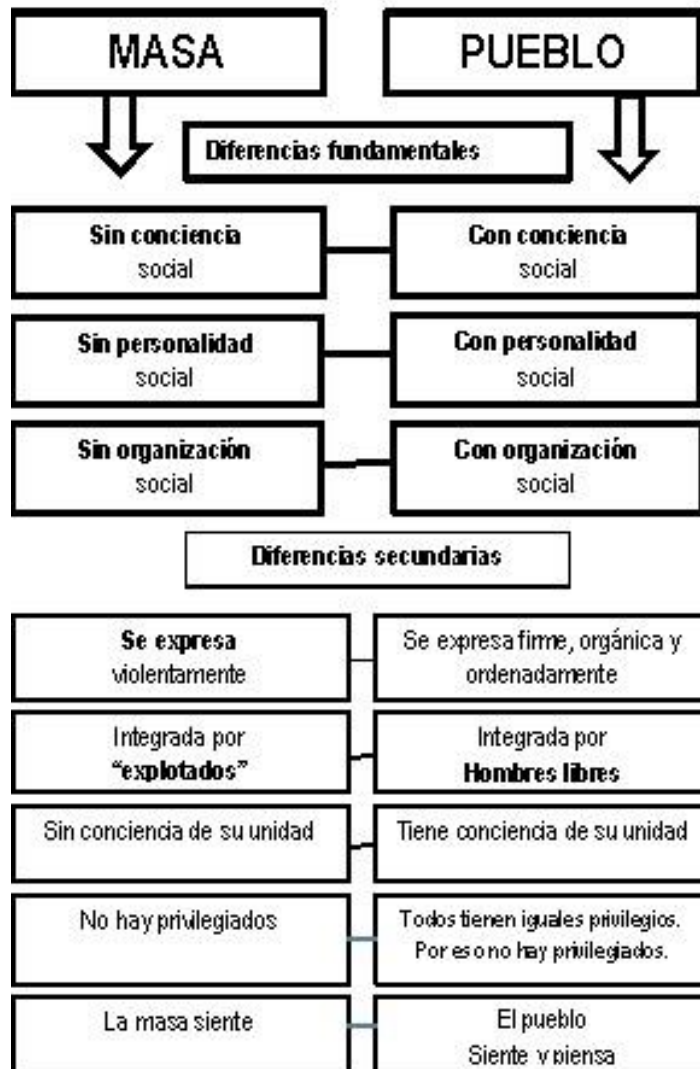 MASA
PUEBLO
Diferencias fundamentales
Sin conciencia
social
Con conciencia
social
Sin personalidad
social
Con personalidad
social
Sin organización
social
Con organización
social
Diferencias secundarias
Se expresa
violentamente
Se expresa firme, orgánica y
ordenadamente
Integrada por
“explotados”
Integrada por
Hombres libres
Sin conciencia de su unidad
Tiene conciencia de su unidad
No hay privilegiados
Todos tienen iguales privilegios.
Por eso no hay privilegiados.
La masa siente
El pueblo
Siente y piensa